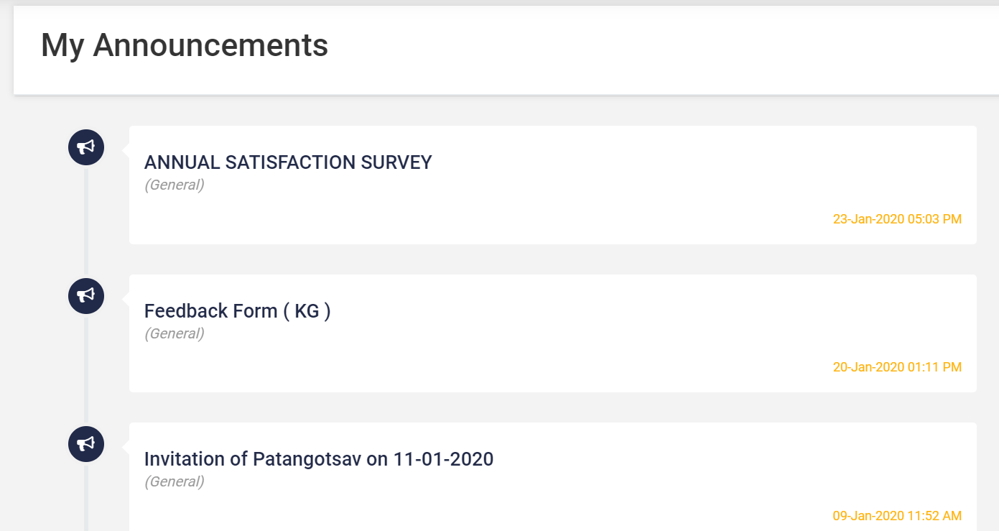 My Announcements
ANNUAL SATISFACTION SURVEY
(General)
23-Jan-2020 05:03 PM
Feedback Form ( KG )
(General)
20-Jan-2020 01:11 PM
Invitation of Patangotsav on 11-01-2020
(General)
09-Jan-2020 11:52 AM